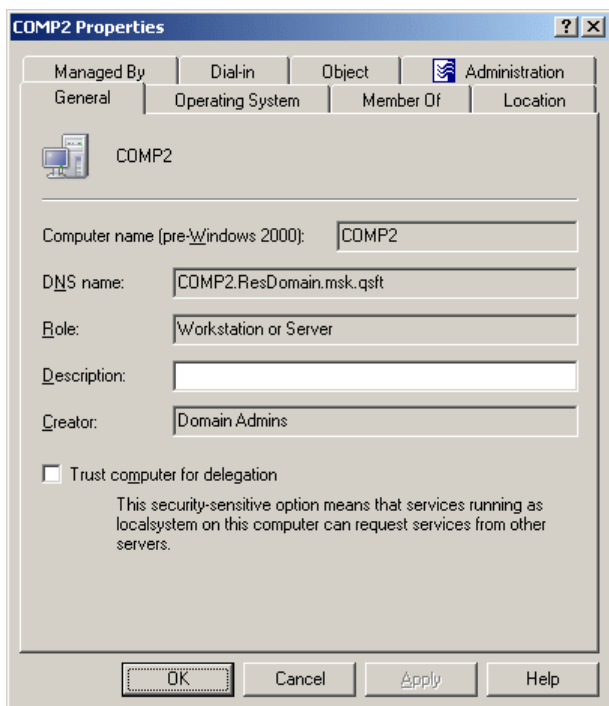 COMP2 Properties
Managed By
Dial-in
Object
Administration
General
Operating System
Member Of
Location
COMP2
Computer name (pre-Windows 2000):
COMP2
DNS name:
COMP2.ResDomain.msk.qsft
Role:
Workstation or Server
Description:
Creator:
Domain Admins
Trust computer for delegation
This security-sensitive option means that services running as
localsystem on this computer can request services from other
servers.
OK
Cancel
Apply
Help